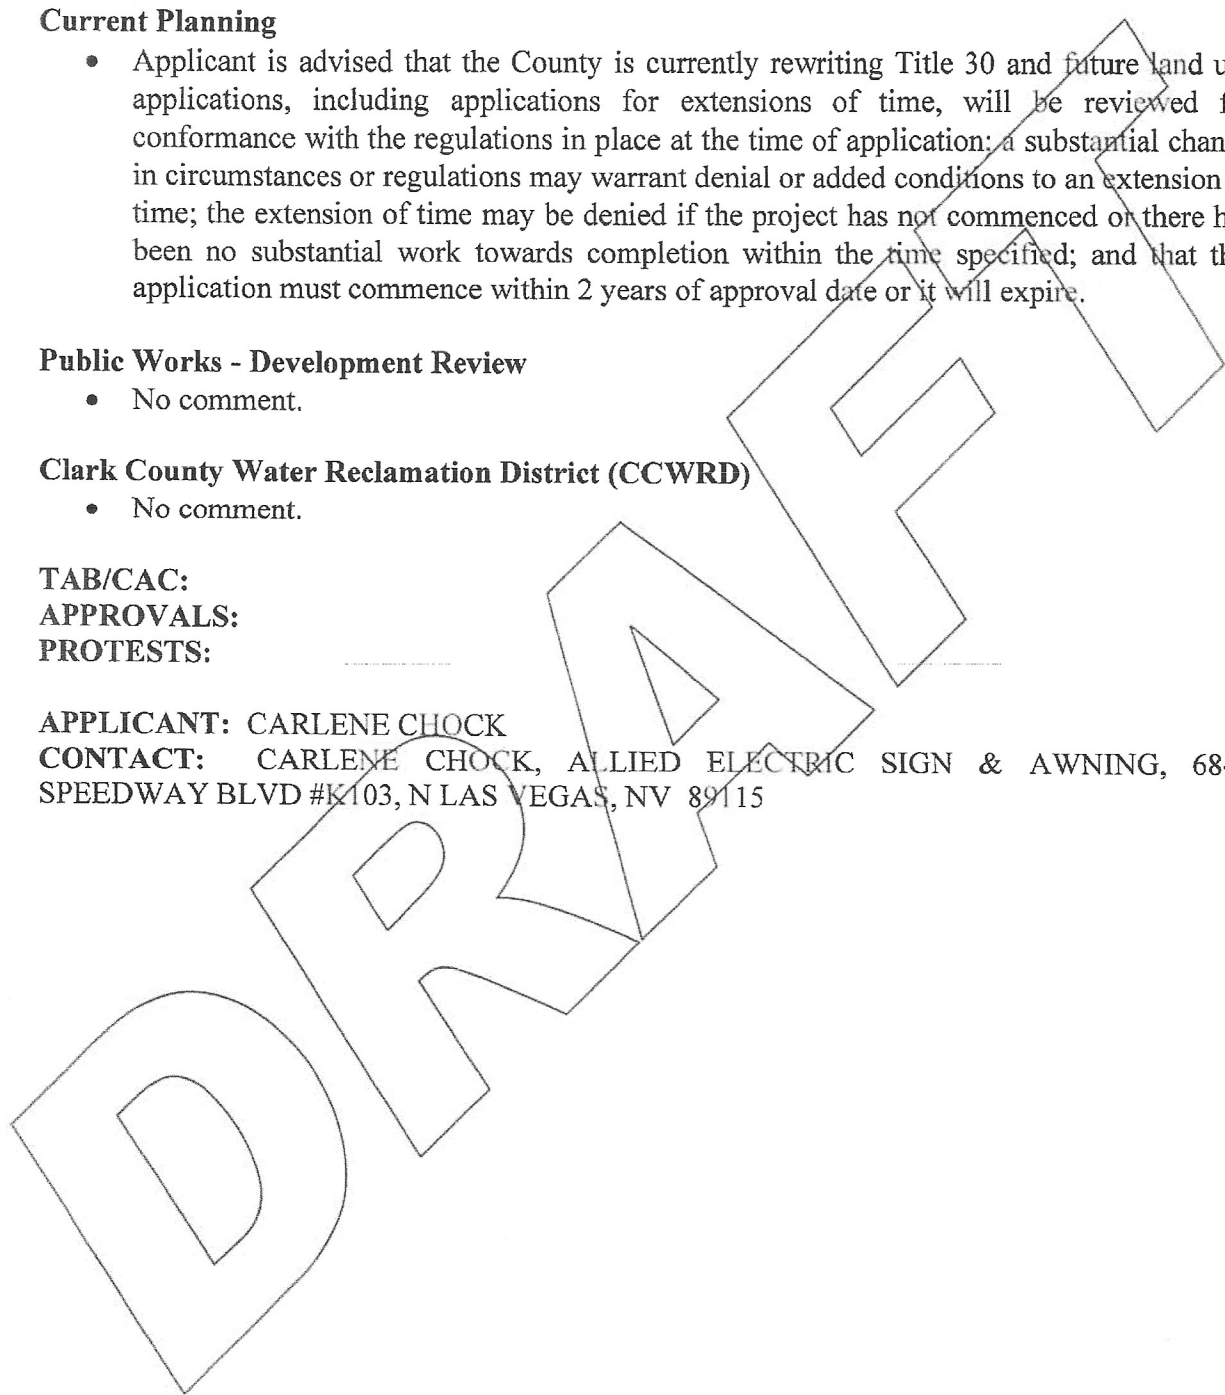 Current Planning
• Applicant is advised that the County is currently rewriting Title 30 and future land
applications, including applications for extensions of time, will be reviewed
conformance with the regulations in place at the time of application; a substantial
in circumstances or regulations may warrant denial or added conditions to an extension
time; the extension of time may be denied if the project has not commenced or there
been no substantial work towards completion within the time specified; and that
application must commence within 2 years of approval date or it will expire.
Public Works - Development Review
• No comment.
Clark County Water Reclamation District (CCWRD)
• No comment.
TAB/CAC:
APPROVALS:
PROTESTS:
APPLICANT: CARLENE CHOCK
CONTACT: CARLENE CHOCK, ALLIED ELECTRIC SIGN & AWNING,
SPEEDWAY BLVD #K103, N LAS VEGAS, NV 89115
DRAFT